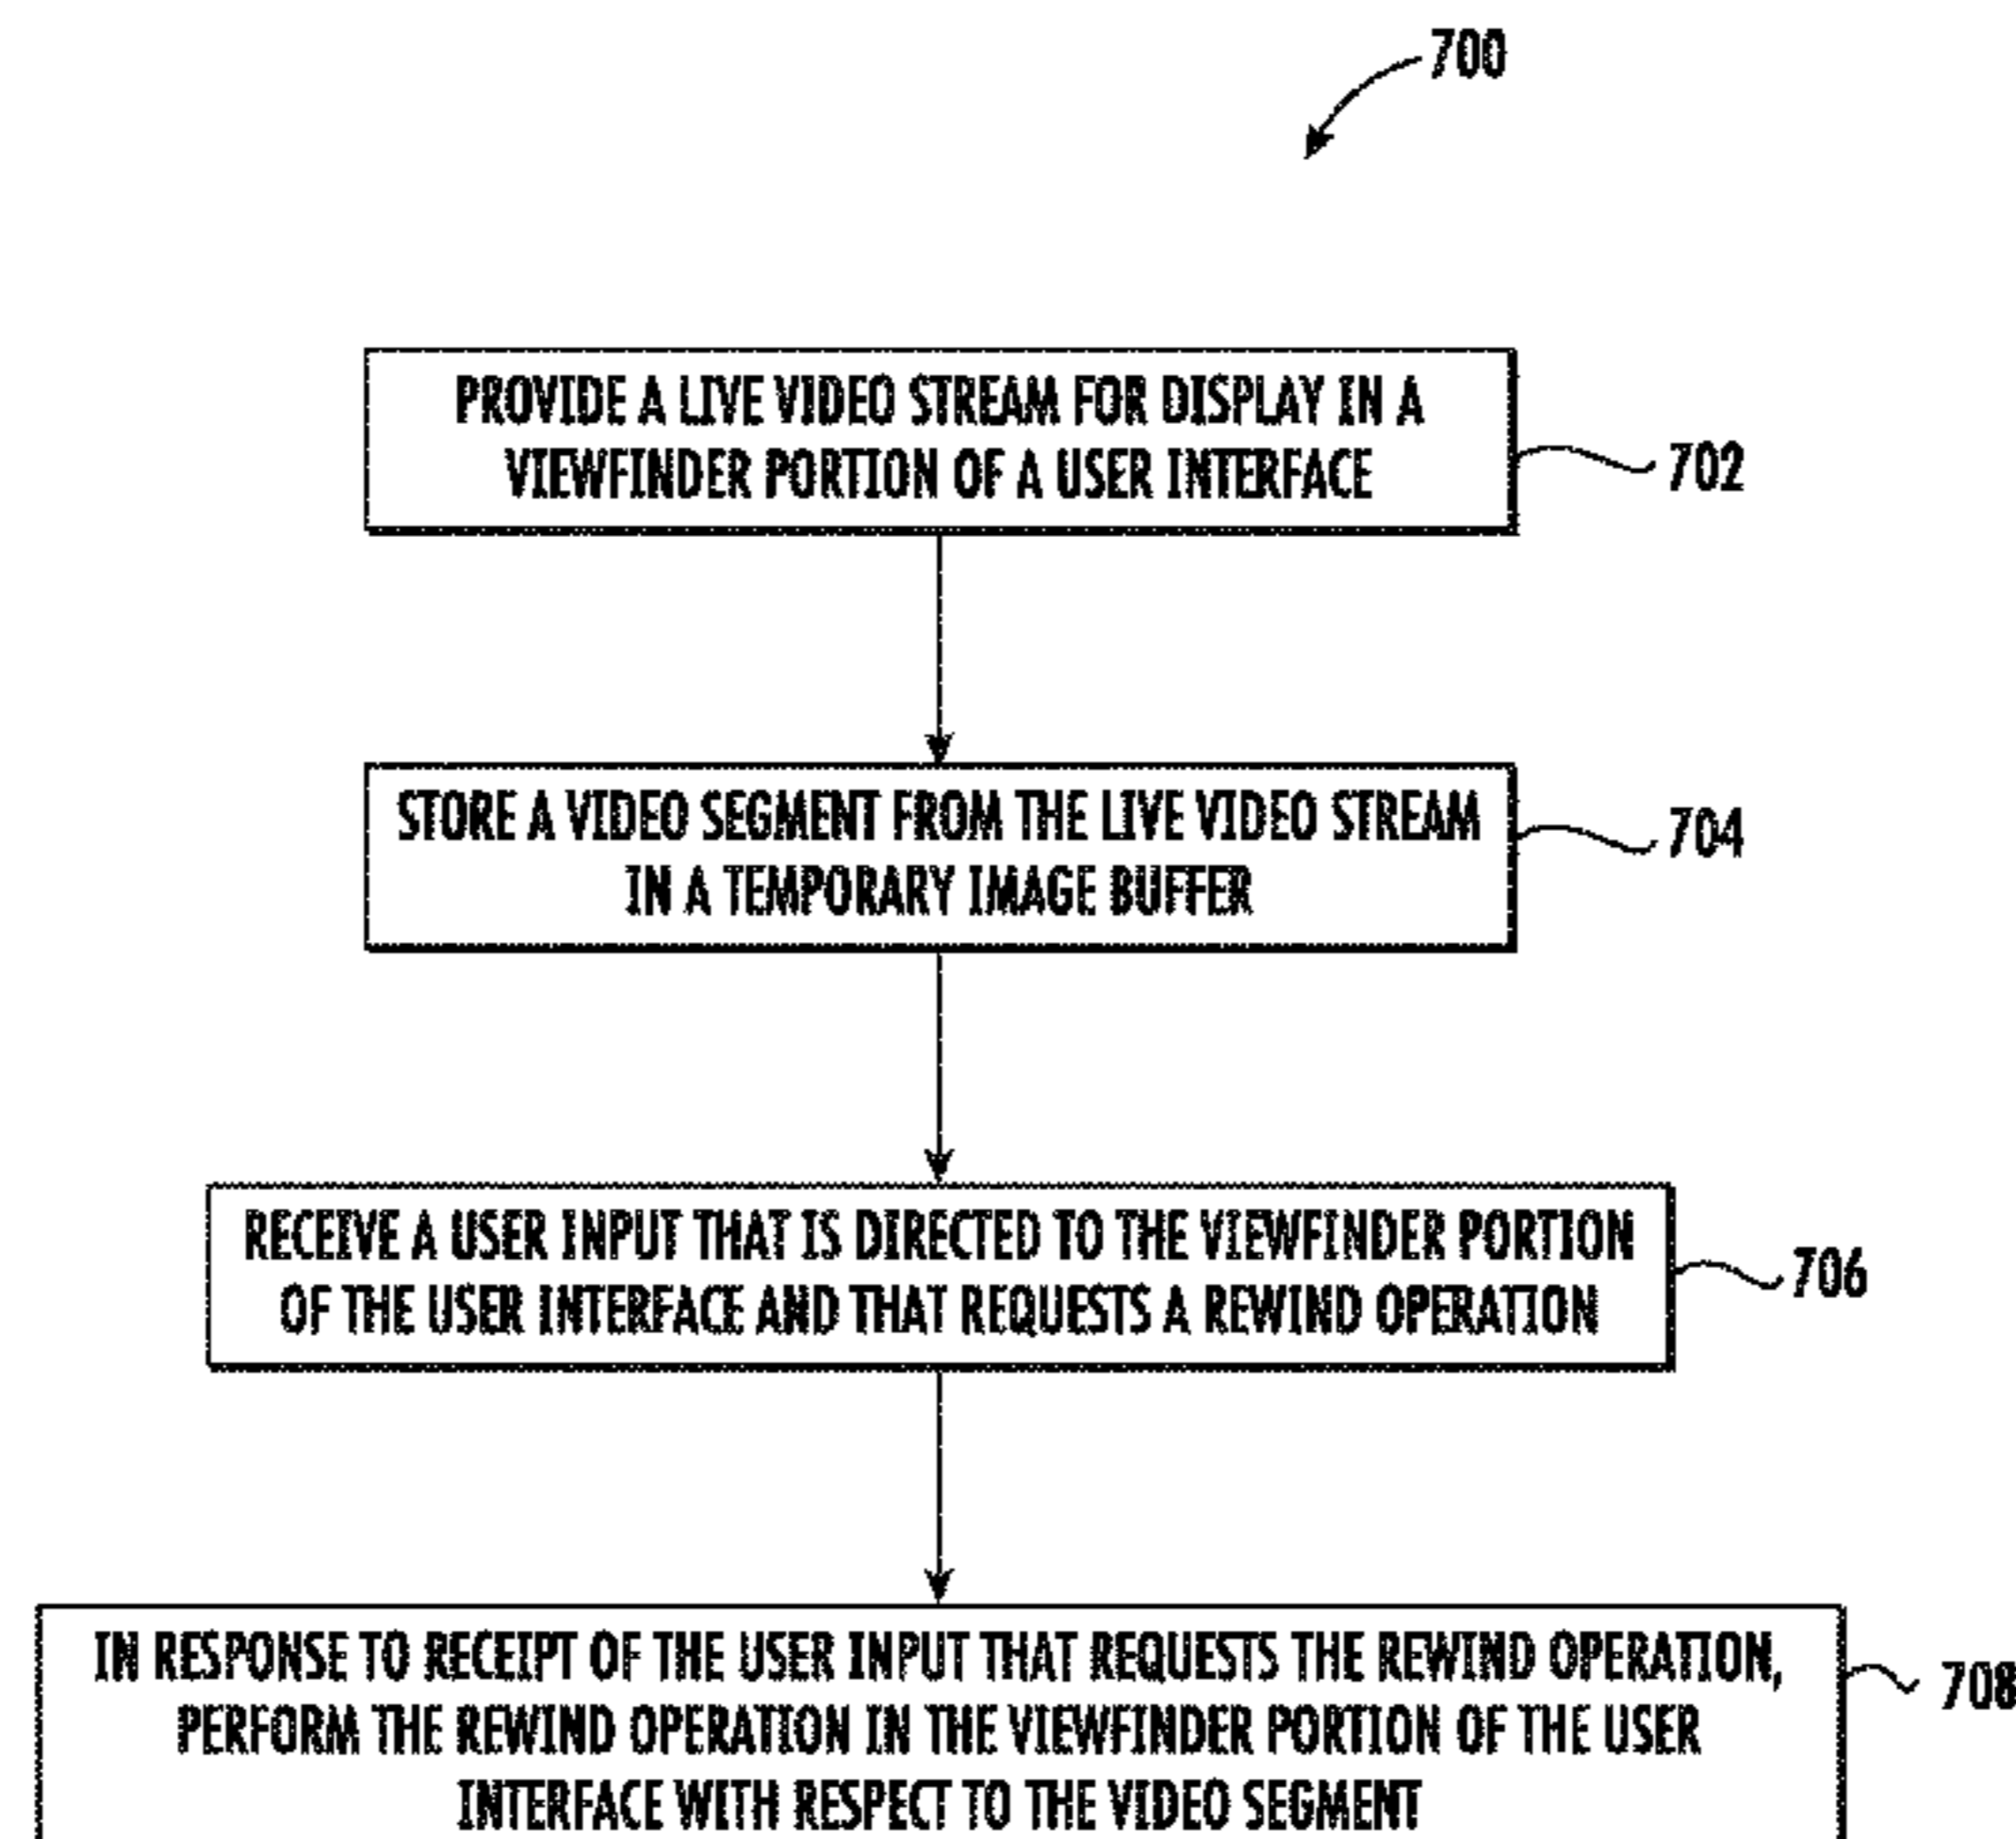 700
PROVIDE A LIVE VIDEO STREAM FOR DISPLAY IN A
VIEWFINDER PORTION OF A USER INTERFACE
702
STORE A VIDEO SEGMENT FROM THE LIVE VIDEO STREAM
IN A TEMPORARY IMAGE BUFFER
704
RECEIVE A USER INPUT THAT IS DIRECTED TO THE VIEWFINDER PORTION
OF THE USER INTERFACE AND THAT REQUESTS A REWIND OPERATION
706
IN RESPONSE TO RECEIPT OF THE USER INPUT THAT REQUESTS THE REWIND OPERATION,
PERFORM THE REWIND OPERATION IN THE VIEWFINDER PORTION OF THE USER
INTERFACE WITH RESPECT TO THE VIDEO SEGMENT
708